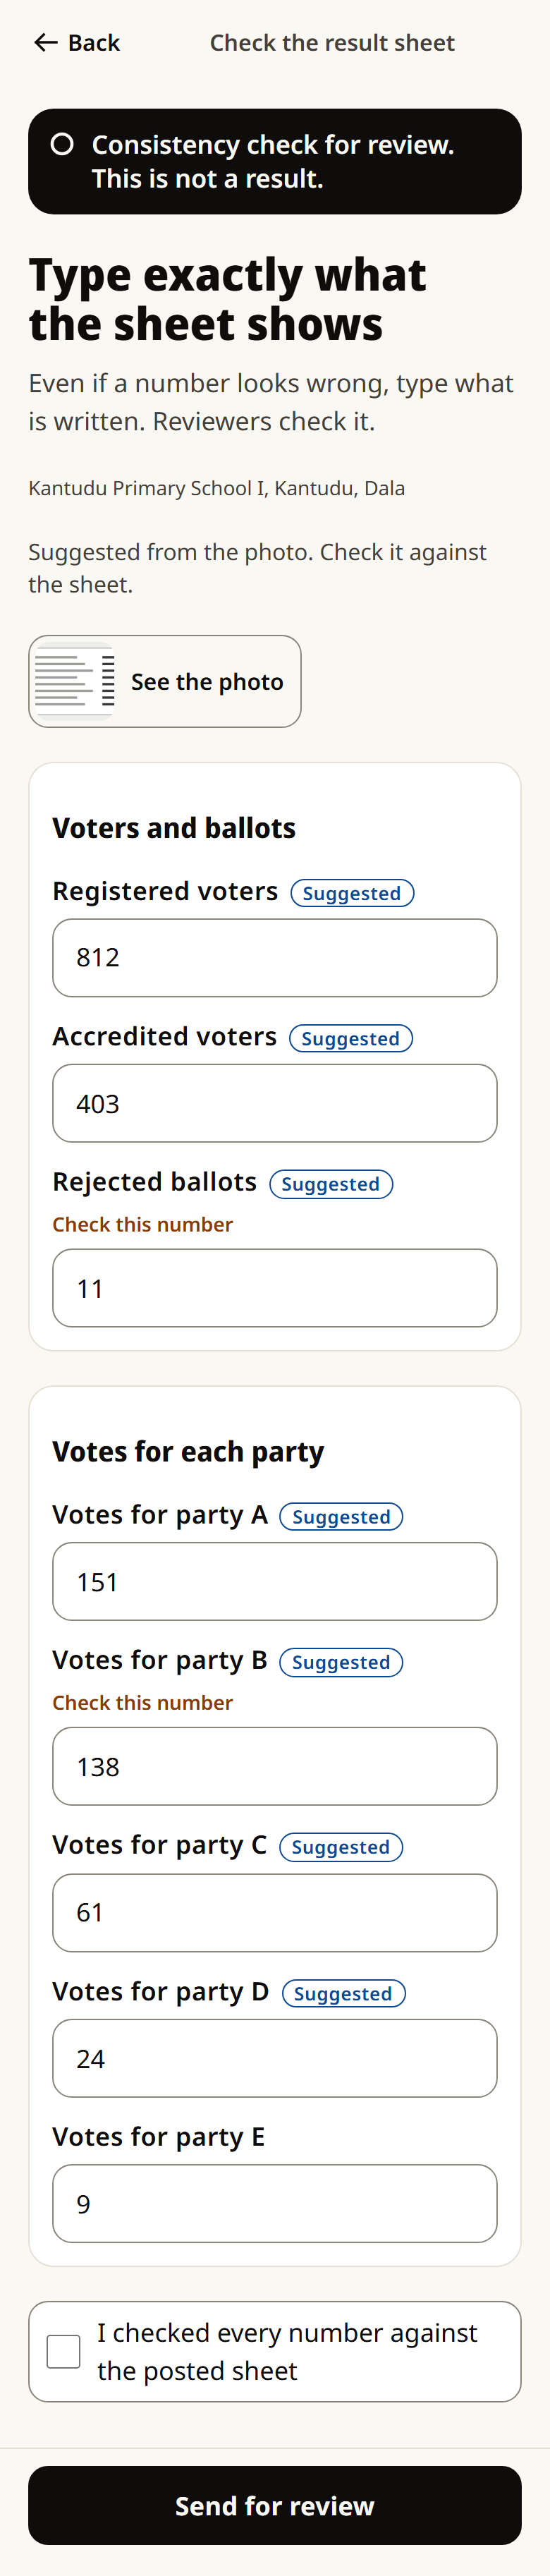 Back
Check the result sheet
Consistency check for review.
This is not a result.
Type exactly what
the sheet shows
Even if a number looks wrong, type what
is written. Reviewers check it.
Kantudu Primary School I, Kantudu, Dala
Suggested from the photo. Check it against
the sheet.
See the photo
Voters and ballots
Registered voters Suggested
812
Accredited voters Suggested
403
Rejected ballots Suggested
Check this number
11
Votes for each party
Votes for party A Suggested
151
Votes for party B Suggested
Check this number
138
Votes for party C Suggested
61
Votes for party D Suggested
24
Votes for party E
9
I checked every number against
the posted sheet
Send for review